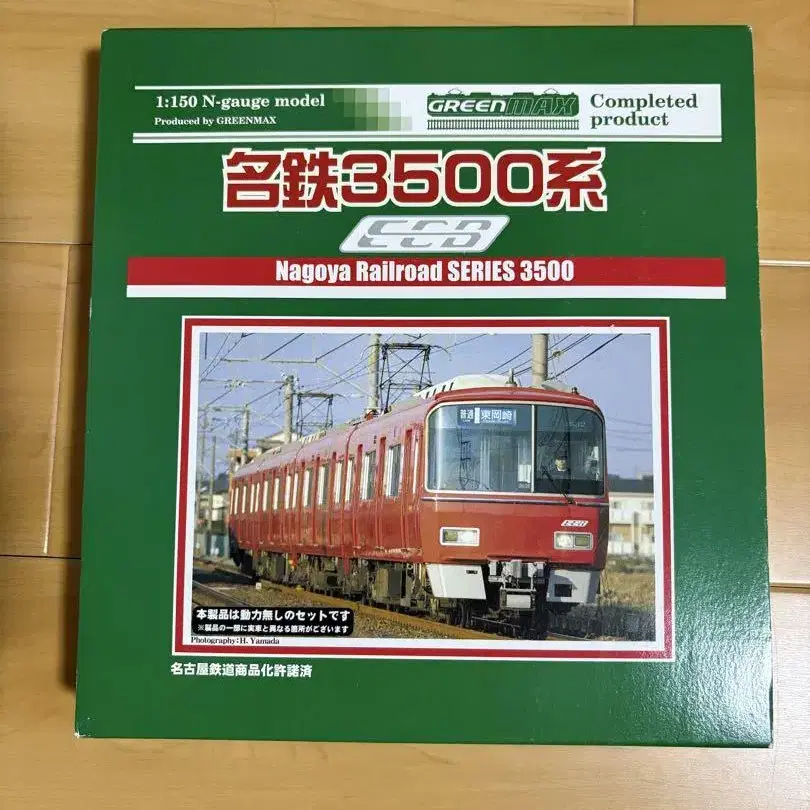 1:150 N-gauge model
Produced by GREENMAX
GREENMAX
Completed
product
名鉄3500系
ECB
Nagoya Railroad SERIES 3500
普通
東岡崎
本製品は動力無しのセットです
※製品の一部に実車と異なる箇所がございます
Photography:H. Yamada
名古屋鉄道商品化許諾済